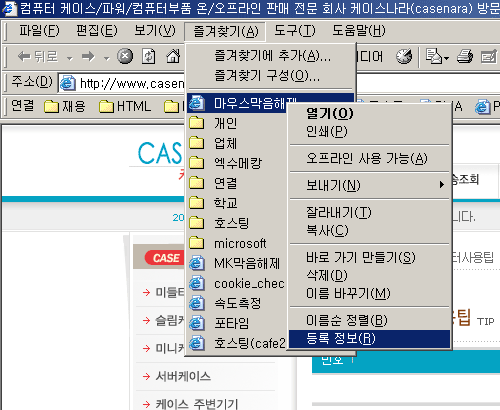 컴퓨터 케이스/파워/컴퓨터부품 온/오프라인 판매 전문 회사 케이스나라(casenara) 방문
파일(F) 편집(E) 보기(V) 즐겨찾기(A) 도구(T) 도움말(H)
뒤로 즐겨찾기에 추가(A)... 미디어
즐겨찾기 구성(O)...
주소(D) http://www.casen
연결 재용 HTML 마우스막음해제
열기(O)
개인 인쇄(P)
업체
오프라인 사용 가능(A)
엑수메캉
연결 보내기(N)
학교
잘라내기(T)
호스팅 복사(C)
microsoft
바로 가기 만들기(S)
MK막음해제
삭제(D)
cookie_chec
이름 바꾸기(M)
속도측정
포타임 이름순 정렬(B)
호스팅(cafe2 등록 정보(R)
CAS
송조회
20
니다.
CASE
터사용팁
미들
슬림케
팁 TIP
미니케
번호
서버케이스
케이스 주변기기